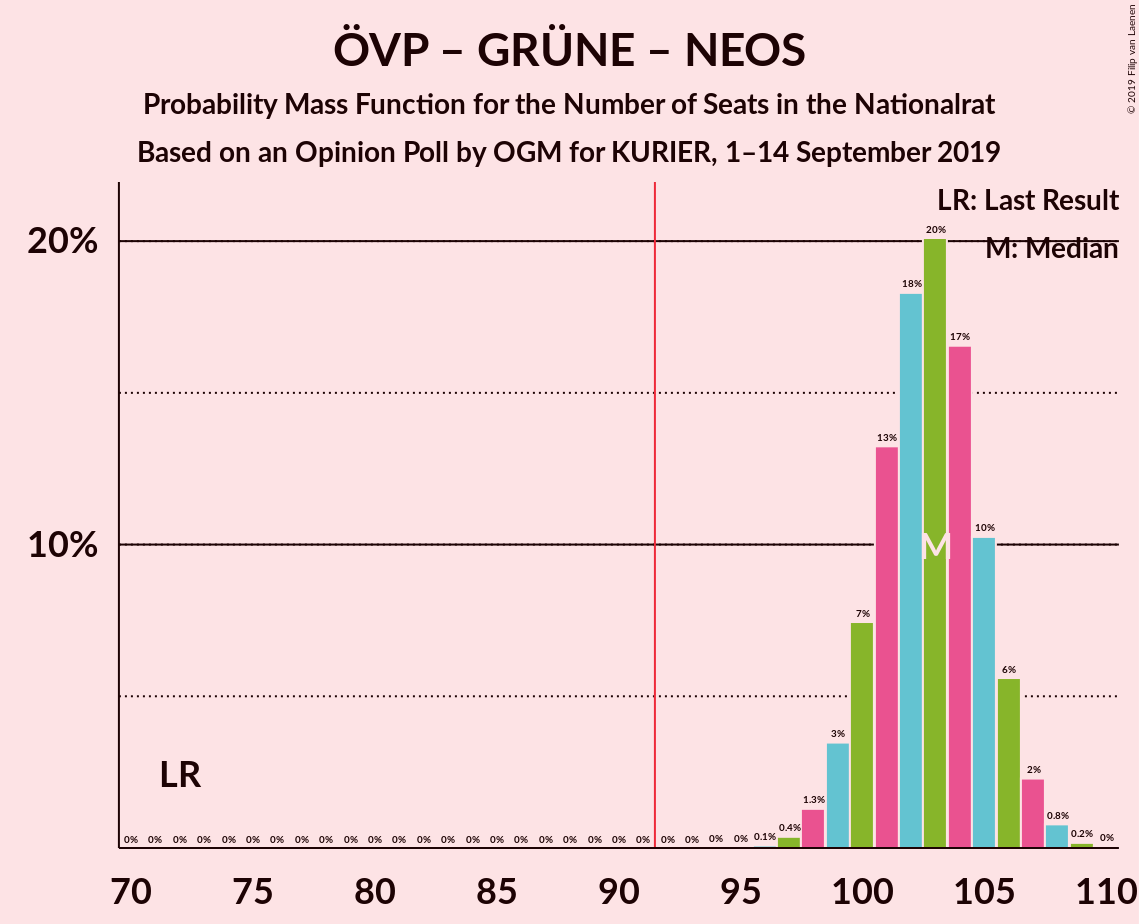 ÖVP – GRÜNE – NEOS
Probability Mass Function for the Number of Seats in the Nationalrat
Based on an Opinion Poll by OGM for KURIER, 1–14 September 2019
© 2019 Filip van Laenen
LR: Last Result
M: Median
20%
10%
LR
M
0% 0% 0% 0% 0% 0% 0% 0% 0% 0% 0% 0% 0% 0% 0% 0% 0% 0% 0% 0% 0% 0% 0% 0% 0% 0% 0.1% 0.4% 1.3% 3% 7% 13% 18% 20% 17% 10% 6% 2% 0.8% 0.2% 0%
70 75 80 85 90 95 100 105 110